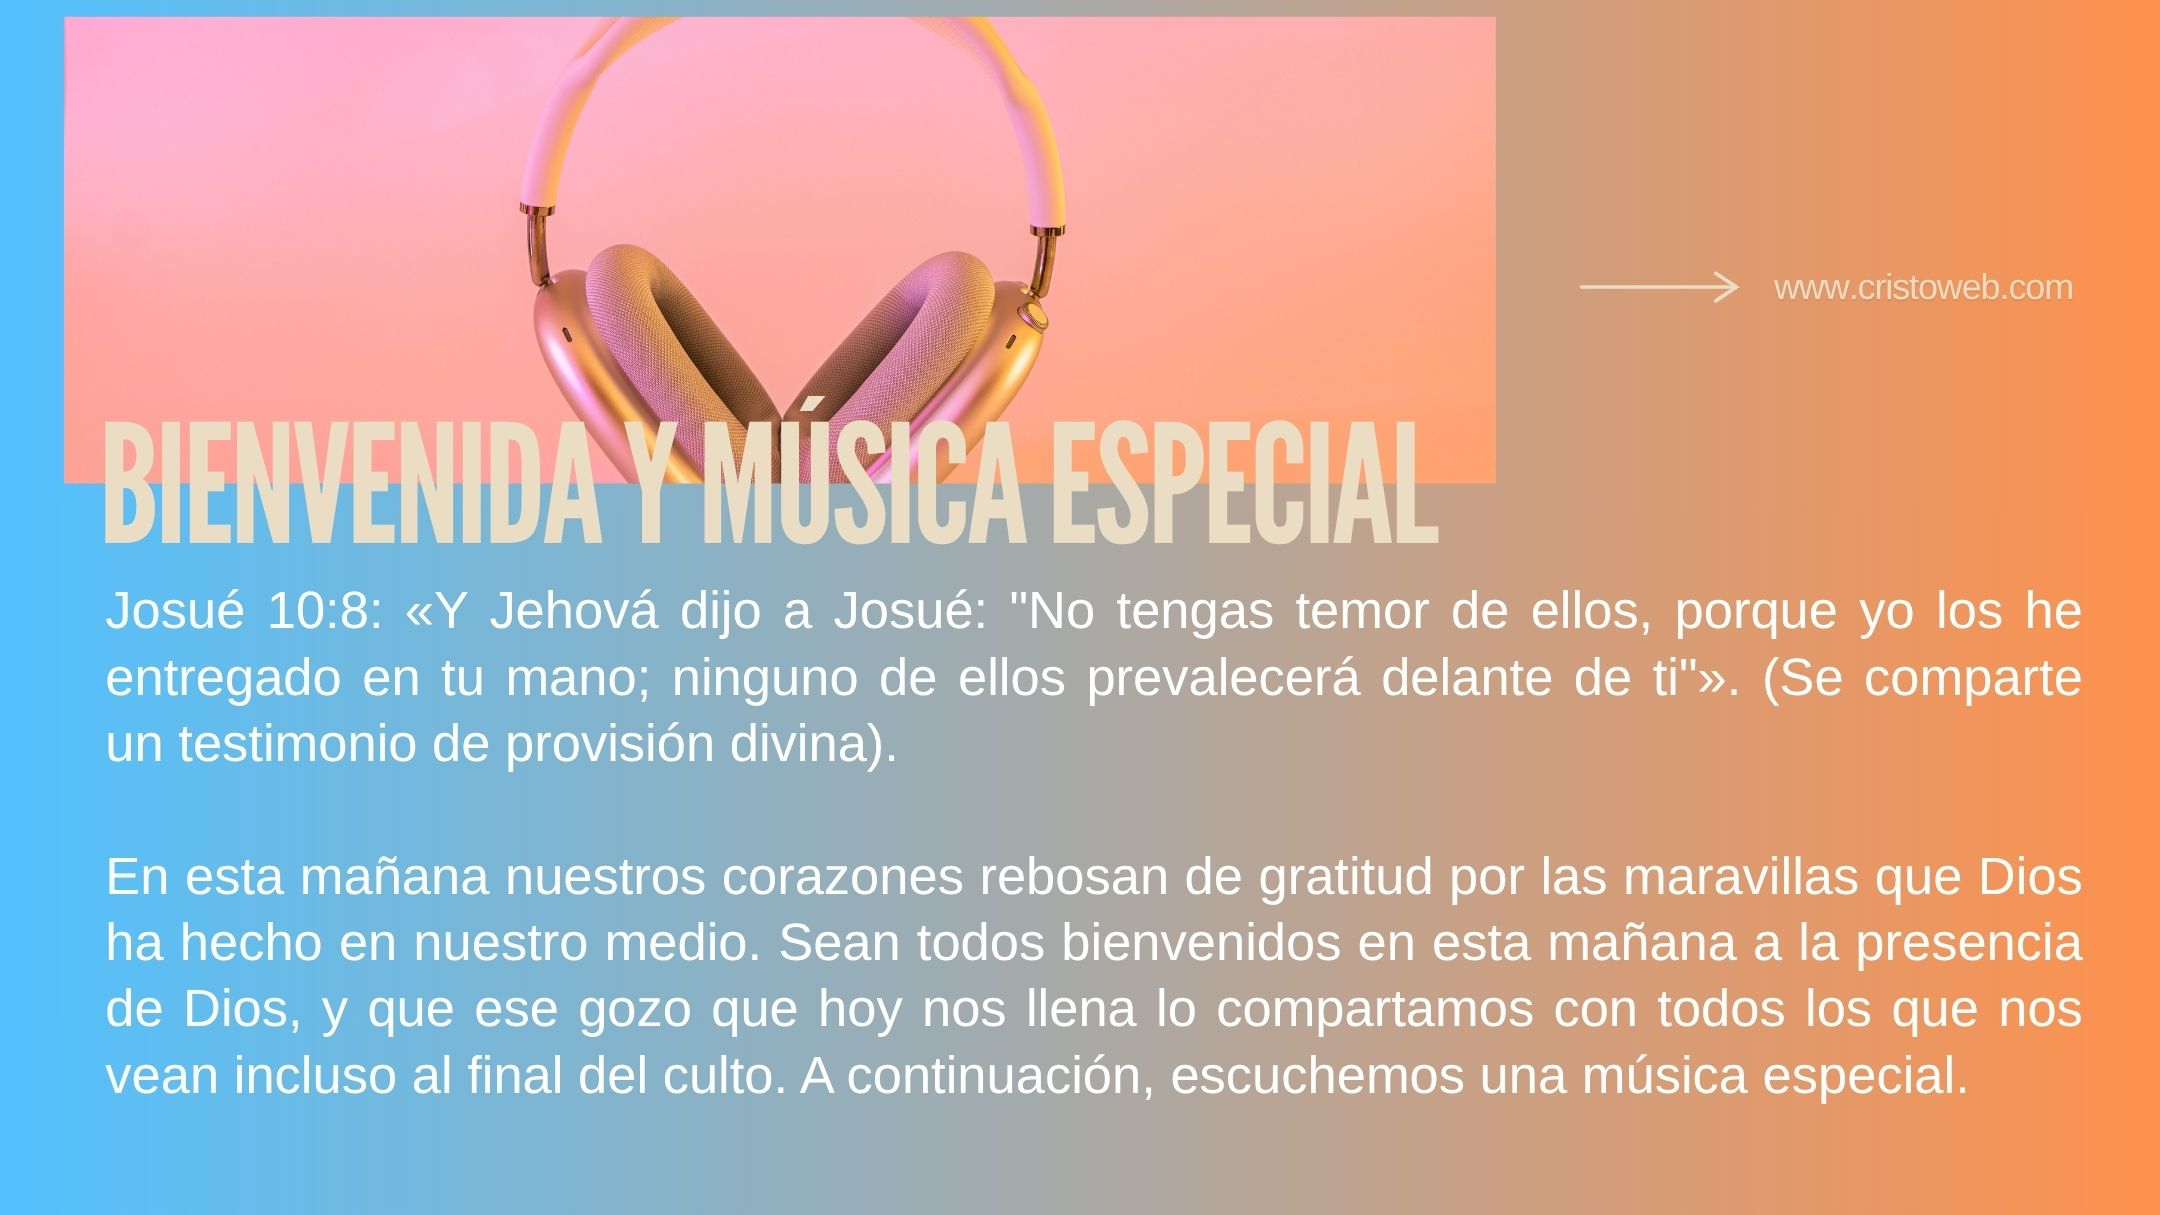 www.cristoweb.com
BIENVENIDA Y MÚSICA ESPECIAL
Josué 10:8: «Y Jehová dijo a Josué: "No tengas temor de ellos, porque yo los he
entregado en tu mano; ninguno de ellos prevalecerá delante de ti"». (Se comparte
un testimonio de provisión divina).
En esta mañana nuestros corazones rebosan de gratitud por las maravillas que Dios
ha hecho en nuestro medio. Sean todos bienvenidos en esta mañana a la presencia
de Dios, y que ese gozo que hoy nos llena lo compartamos con todos los que nos
vean incluso al final del culto. A continuación, escuchemos una música especial.